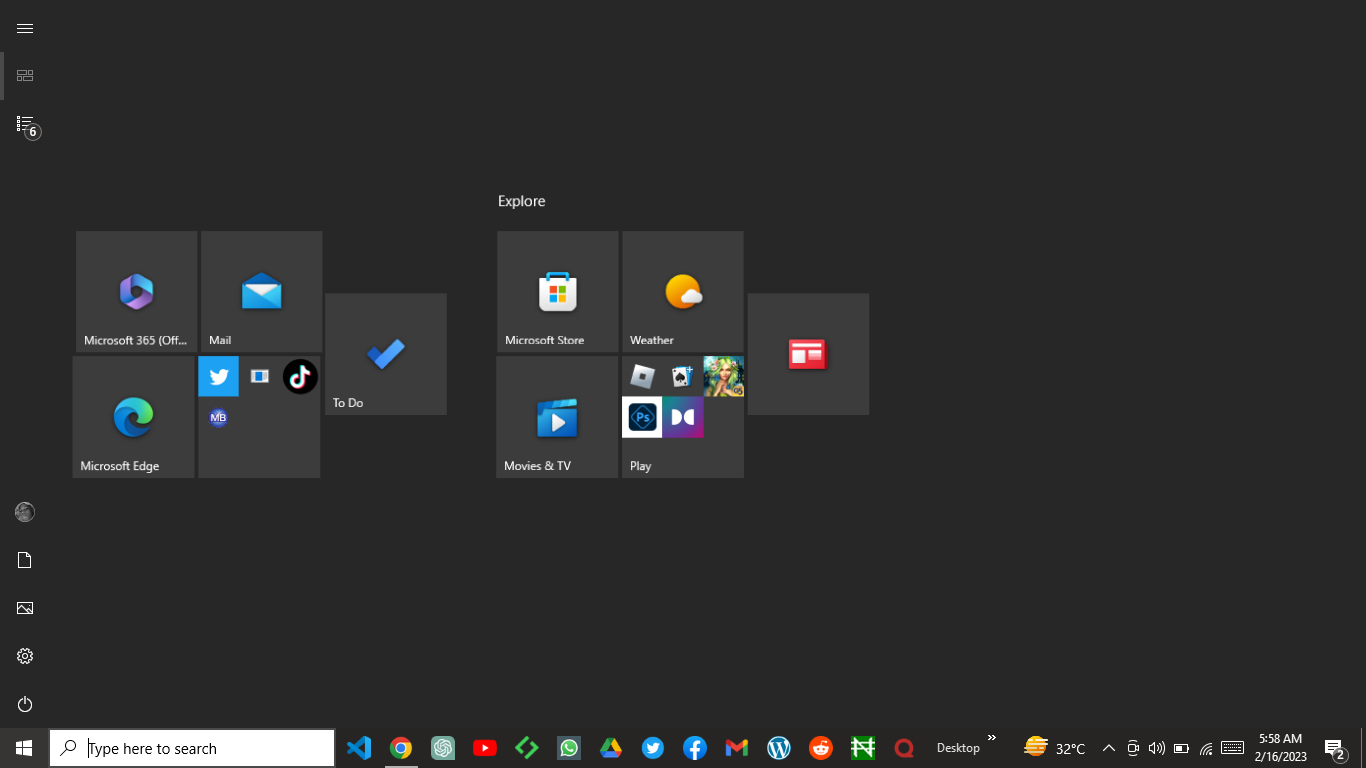 6
Explore
Microsoft 365 (Off...
Mail
To Do
Microsoft Store
Weather
Microsoft Edge
MB
Movies & TV
Ps
Play
Type here to search
Desktop
»
32°C
5:58 AM
2/16/2023
2